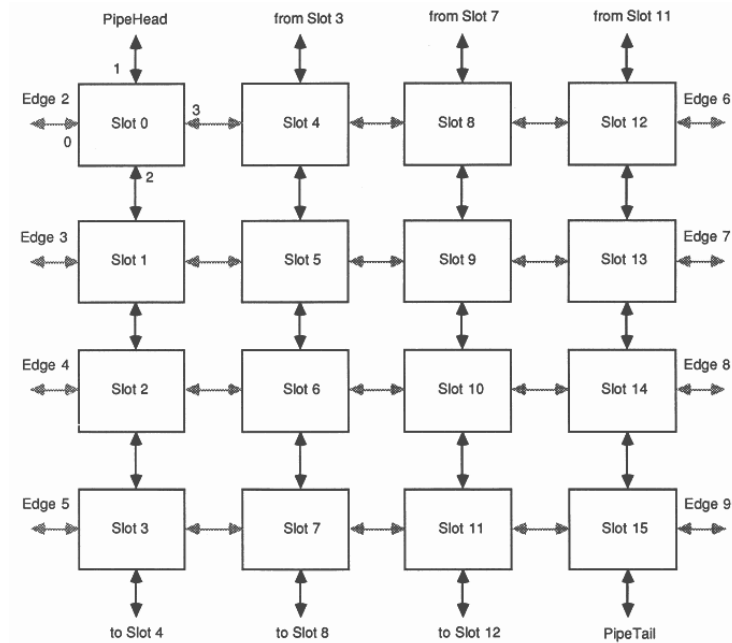 PipeHead from Slot 3 from Slot 7 from Slot 11
1
Edge 2 Slot 0 3 Slot 4 Slot 8 Slot 12 Edge 6
0
2
Edge 3 Slot 1 Slot 5 Slot 9 Slot 13 Edge 7
Edge 4 Slot 2 Slot 6 Slot 10 Slot 14 Edge 8
Edge 5 Slot 3 Slot 7 Slot 11 Slot 15 Edge 9
to Slot 4 to Slot 8 to Slot 12 PipeTail